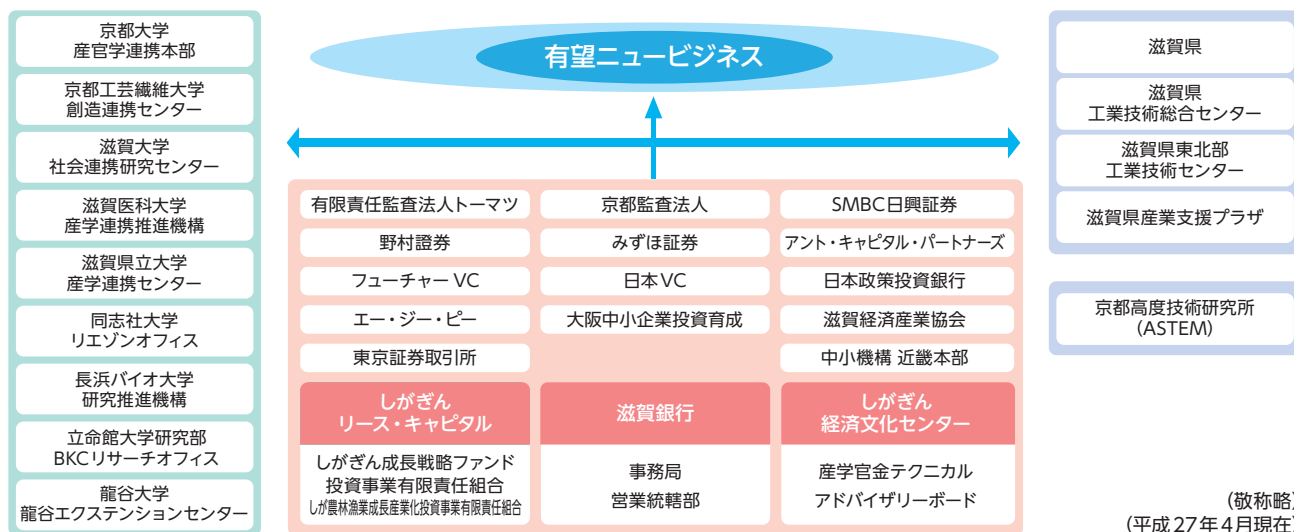 京都大学
産官学連携本部
京都工芸繊維大学
創造連携センター
滋賀大学
社会連携研究センター
滋賀医科大学
産学連携推進機構
滋賀県立大学
産学連携センター
同志社大学
リエゾンオフィス
長浜バイオ大学
研究推進機構
立命館大学研究部
BKCリサーチオフィス
龍谷大学
龍谷エクステンションセンター
有望ニュービジネス
有限責任監査法人トーマツ
京都監査法人
SMBC日興証券
野村證券
みずほ証券
アント・キャピタル・パートナーズ
フューチャーVC
日本VC
日本政策投資銀行
エー・ジー・ピー
大阪中小企業投資育成
滋賀経済産業協会
東京証券取引所
中小機構 近畿本部
しがぎん
リース・キャピタル
しがぎん成長戦略ファンド
投資事業有限責任組合
しが農林漁業成長産業化投資事業有限責任組合
滋賀銀行
事務局
営業統轄部
しがぎん
経済文化センター
産学官金テクニカル
アドバイザリーボード
滋賀県
滋賀県
工業技術総合センター
滋賀県東北部
工業技術センター
滋賀県産業支援プラザ
京都高度技術研究所
(ASTEM)
(敬称略)
(平成27年4月現在)